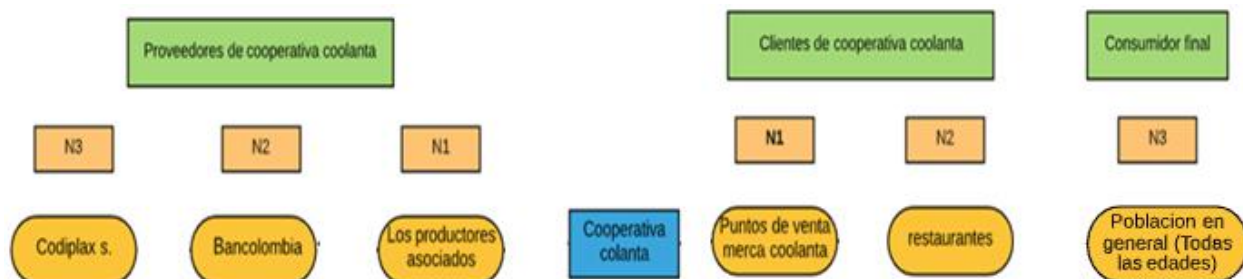 Proveedores de cooperativa coolanta
Clientes de cooperativa coolanta
Consumidor final
N3
N2
N1
N1
N2
N3
Codiplax s.
Bancolombia
Los productores
asociados
Cooperativa
colanta
Puntos de venta
merca coolanta
restaurantes
Poblacion en
general (Todas
las edades)